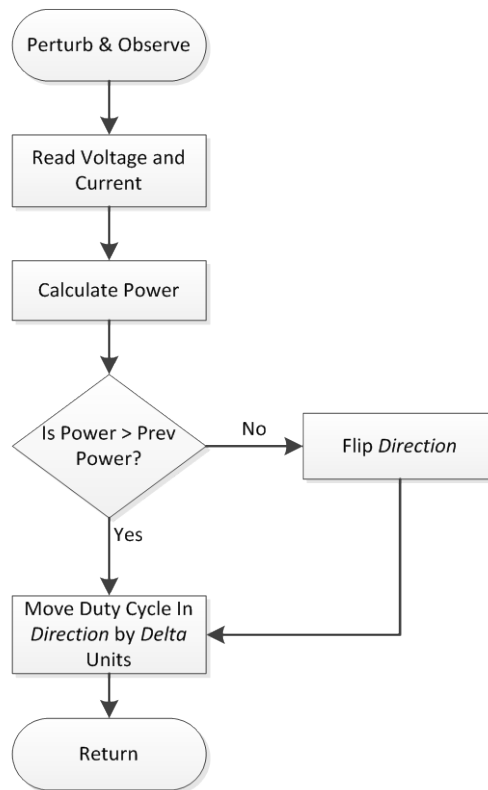 Perturb & Observe
Read Voltage and
Current
Calculate Power
Is Power > Prev
Power?
No
Flip Direction
Yes
Move Duty Cycle In
Direction by Delta
Units
Return